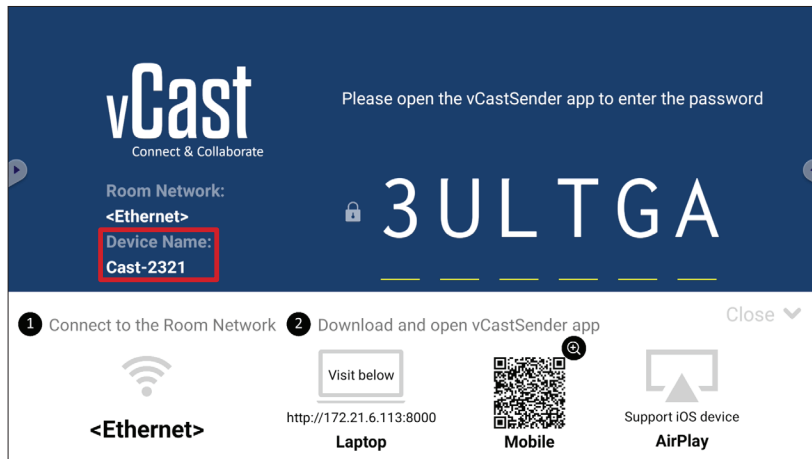 vCast
Connect & Collaborate
Please open the vCastSender app to enter the password
Room Network:
<Ethernet>
Device Name:
Cast-2321
3ULTGA
Close
1 Connect to the Room Network
2 Download and open vCastSender app
<Ethernet>
Visit below
http://172.21.6.113:8000
Laptop
Mobile
Support iOS device
AirPlay